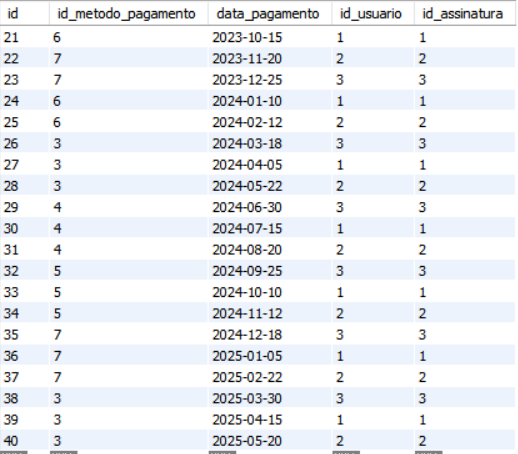 id id_metodo_pagamento data_pagamento id_usuario id_assinatura
21 6 2023-10-15 1 1
22 7 2023-11-20 2 2
23 7 2023-12-25 3 3
24 6 2024-01-10 1 1
25 6 2024-02-12 2 2
26 3 2024-03-18 3 3
27 3 2024-04-05 1 1
28 3 2024-05-22 2 2
29 4 2024-06-30 3 3
30 4 2024-07-15 1 1
31 4 2024-08-20 2 2
32 5 2024-09-25 3 3
33 5 2024-10-10 1 1
34 5 2024-11-12 2 2
35 7 2024-12-18 3 3
36 7 2025-01-05 1 1
37 7 2025-02-22 2 2
38 3 2025-03-30 3 3
39 3 2025-04-15 1 1
40 3 2025-05-20 2 2